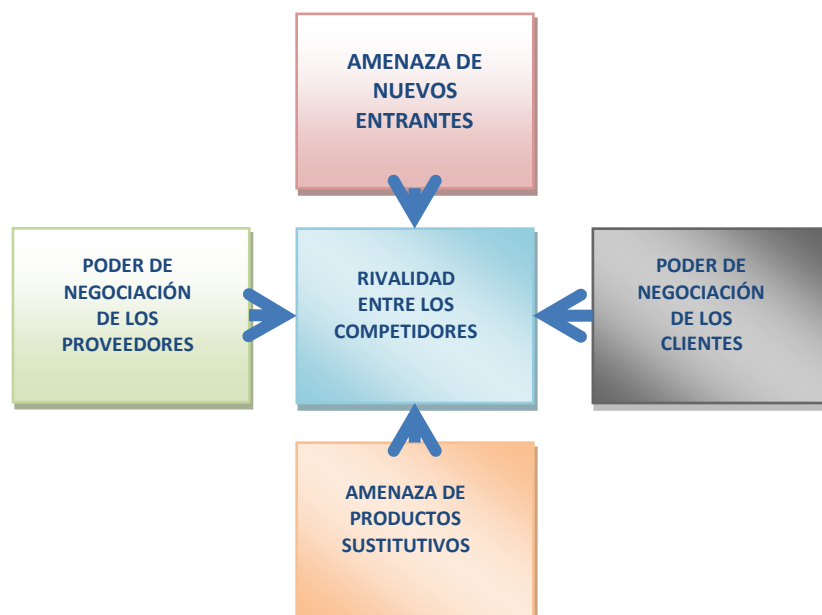 AMENAZA DE
NUEVOS
ENTRANTES
PODER DE
NEGOCIACIÓN
DE LOS
PROVEEDORES
RIVALIDAD
ENTRE LOS
COMPETIDORES
PODER DE
NEGOCIACIÓN
DE LOS
CLIENTES
AMENAZA DE
PRODUCTOS
SUSTITUTIVOS